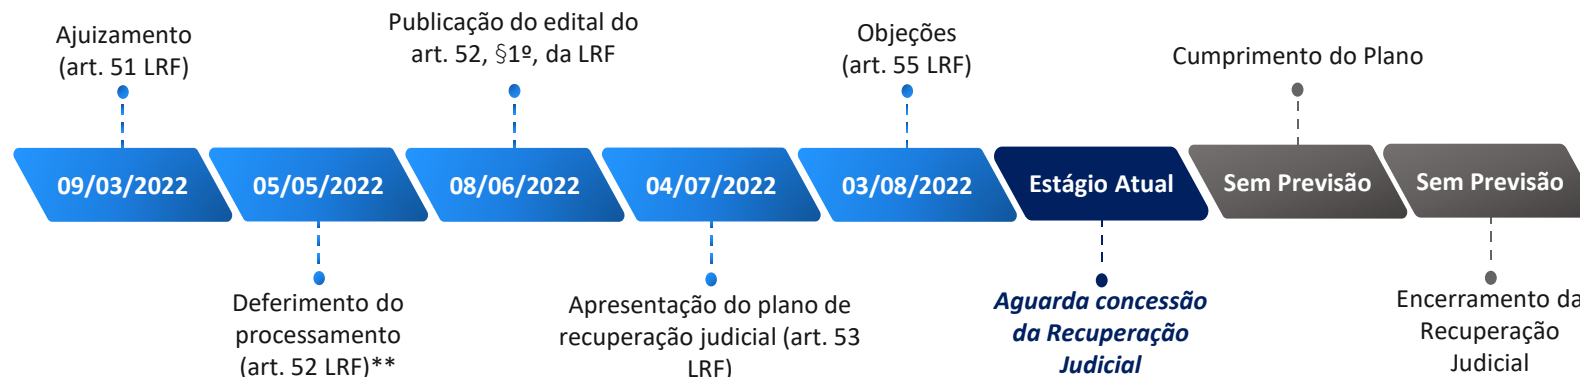 Ajuizamento
(art. 51 LRF)
Publicação do edital do
art. 52, §1º, da LRF
Objeções
(art. 55 LRF)
Cumprimento do Plano
09/03/2022
05/05/2022
08/06/2022
04/07/2022
03/08/2022
Estágio Atual
Sem Previsão
Sem Previsão
Deferimento do
processamento
(art. 52 LRF)**
Apresentação do plano de
recuperação judicial (art. 53
LRF)
Aguarda concessão
da Recuperação
Judicial
Encerramento da
Recuperação
Judicial